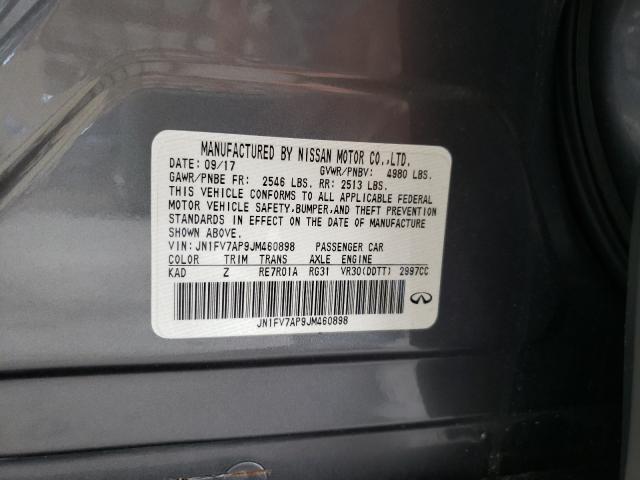 MANUFACTURED BY NISSAN MOTOR CO.,LTD.
DATE: 09/17 GVWR/PNBV: 4980 LBS.
GAWR/PNBE FR: 2546 LBS. RR: 2513 LBS.
THIS VEHICLE CONFORMS TO ALL APPLICABLE FEDERAL
MOTOR VEHICLE SAFETY,BUMPER,AND THEFT PREVENTION
STANDARDS IN EFFECT ON THE DATE OF MANUFACTURE
SHOWN ABOVE.
VIN: JN1FV7AP9JM460898 PASSENGER CAR
COLOR TRIM TRANS AXLE ENGINE
KAD Z RE7R01A RG31 VR30(DDTT) 2997CC
JN1FV7AP9JM460898